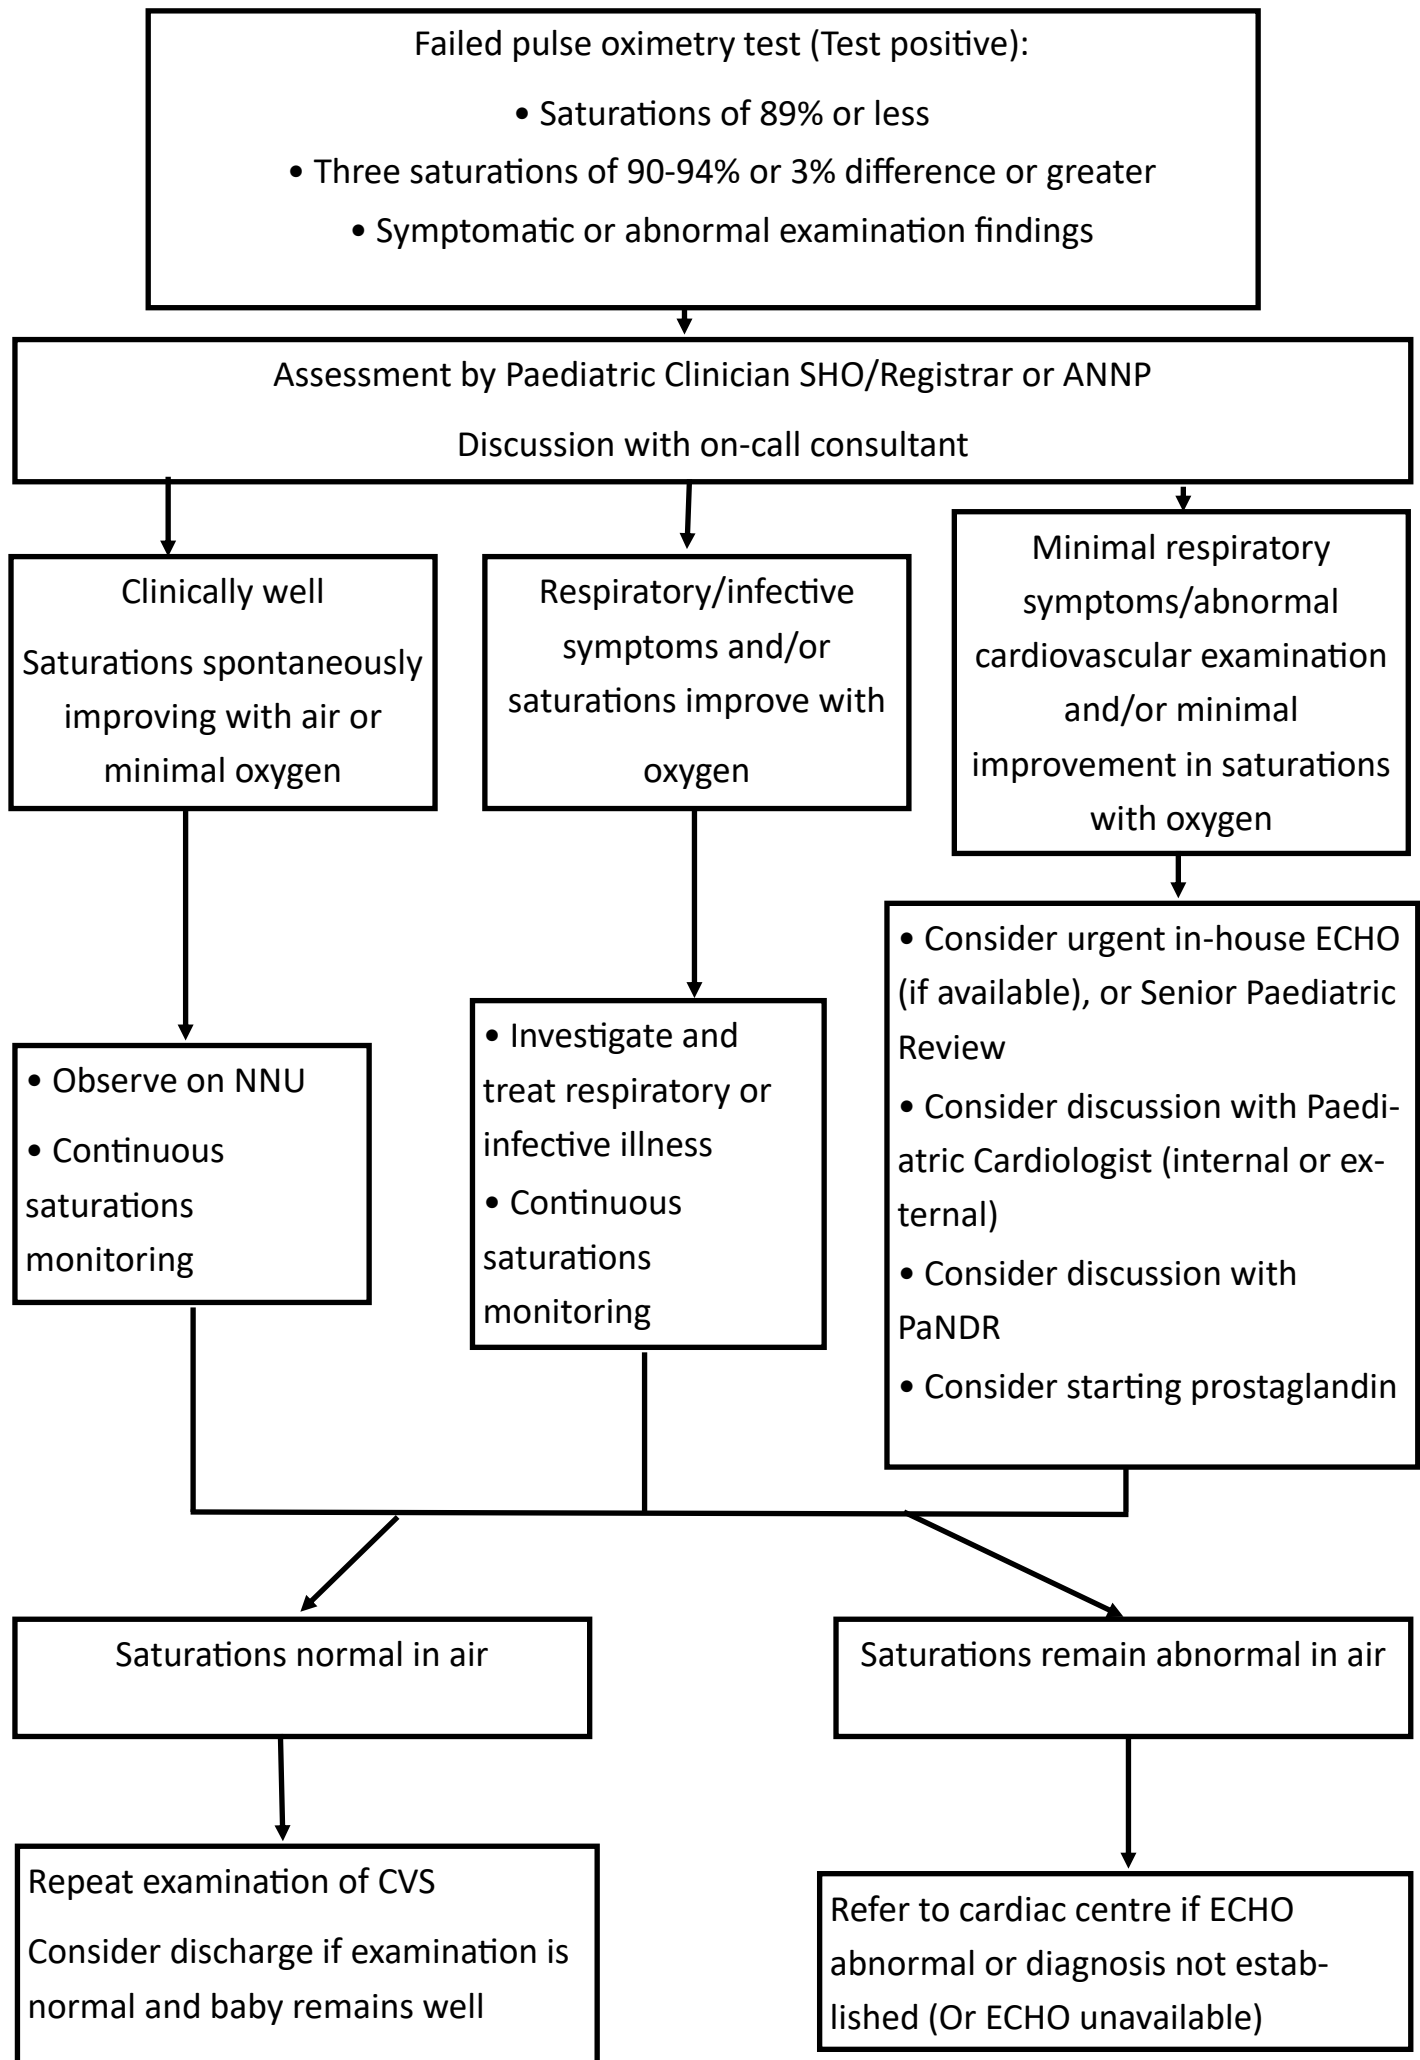 Failed pulse oximetry test (Test positive):
• Saturations of 89% or less
• Three saturations of 90-94% or 3% difference or greater
• Symptomatic or abnormal examination findings
Assessment by Paediatric Clinician SHO/Registrar or ANNP
Discussion with on-call consultant
Clinically well
Saturations spontaneously
improving with air or
minimal oxygen
Respiratory/infective
symptoms and/or
saturations improve with
oxygen
Minimal respiratory
symptoms/abnormal
cardiovascular examination
and/or minimal
improvement in saturations
with oxygen
• Observe on NNU
• Continuous
saturations
monitoring
• Investigate and
treat respiratory or
infective illness
• Continuous
saturations
monitoring
• Consider urgent in-house ECHO
(if available), or Senior Paediatric
Review
• Consider discussion with Paedi-
atric Cardiologist (internal or ex-
ternal)
• Consider discussion with
PaNDR
• Consider starting prostaglandin
Saturations normal in air
Saturations remain abnormal in air
Repeat examination of CVS
Consider discharge if examination is
normal and baby remains well
Refer to cardiac centre if ECHO
abnormal or diagnosis not estab-
lished (Or ECHO unavailable)